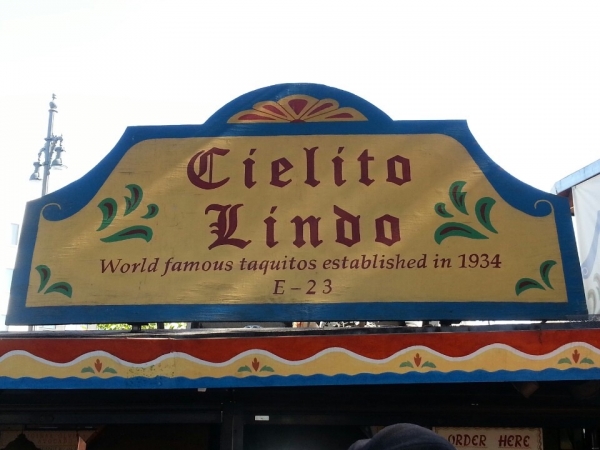 Cielito
Lindo
World famous taquitos established in 1934
E-23
ORDER HERE